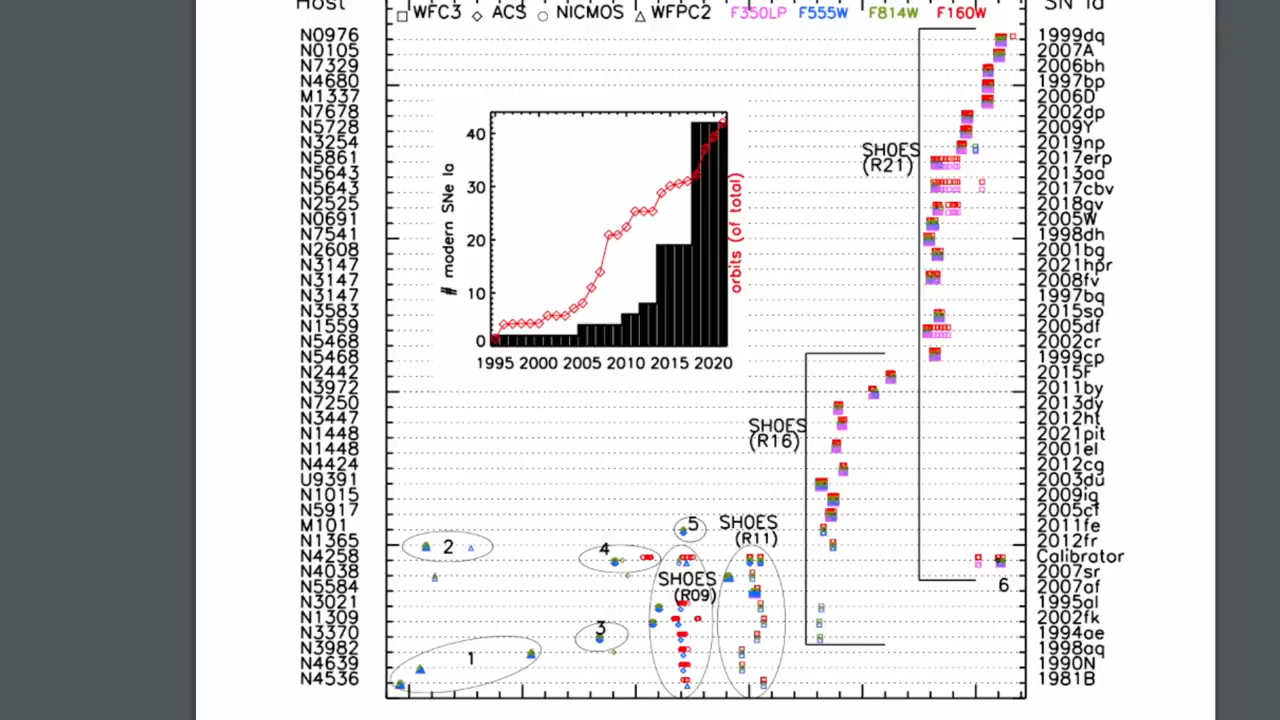 Host SN Ia
WFC3 ACS NICMOS WFPC2 F350LP F555W F814W F160W
N0976 1999dq
N0105 2007A
N7329 2006bh
N4680 1997bp
M1337 2006D
N7678 2002dp
N5728 2009Y
N3254 2019np
N5861 2017erp
N5643 2013aa
N5643 2017cbv
N2525 2018gv
N0691 2005W
N7541 1998dh
N2608 2001bg
N3147 2021hpr
N3147 2008fv
N3147 1997bq
N3583 2015so
N1559 2005df
N5468 2002cr
N5468 1999cp
N2442 2015F
N3972 2011by
N7250 2013dy
N3447 2012ht
N1448 2021pit
N1448 2001el
N4424 2012cg
U9391 2003du
N1015 2009ig
N5917 2005cf
M101 2011fe
N1365 2012fr
N4258 Calibrator
N4038 2007sr
N5584 2007af
N3021 1995al
N1309 2002fk
N3370 1994ae
N3982 1998aq
N4639 1990N
N4536 1981B
# modern SNe Ia
40
30
20
10
0
1995 2000 2005 2010 2015 2020
orbits (of total)
SH0ES
(R21)
SH0ES
(R16)
SH0ES
(R11)
SH0ES
(R09)
5
2
4
6
3
1